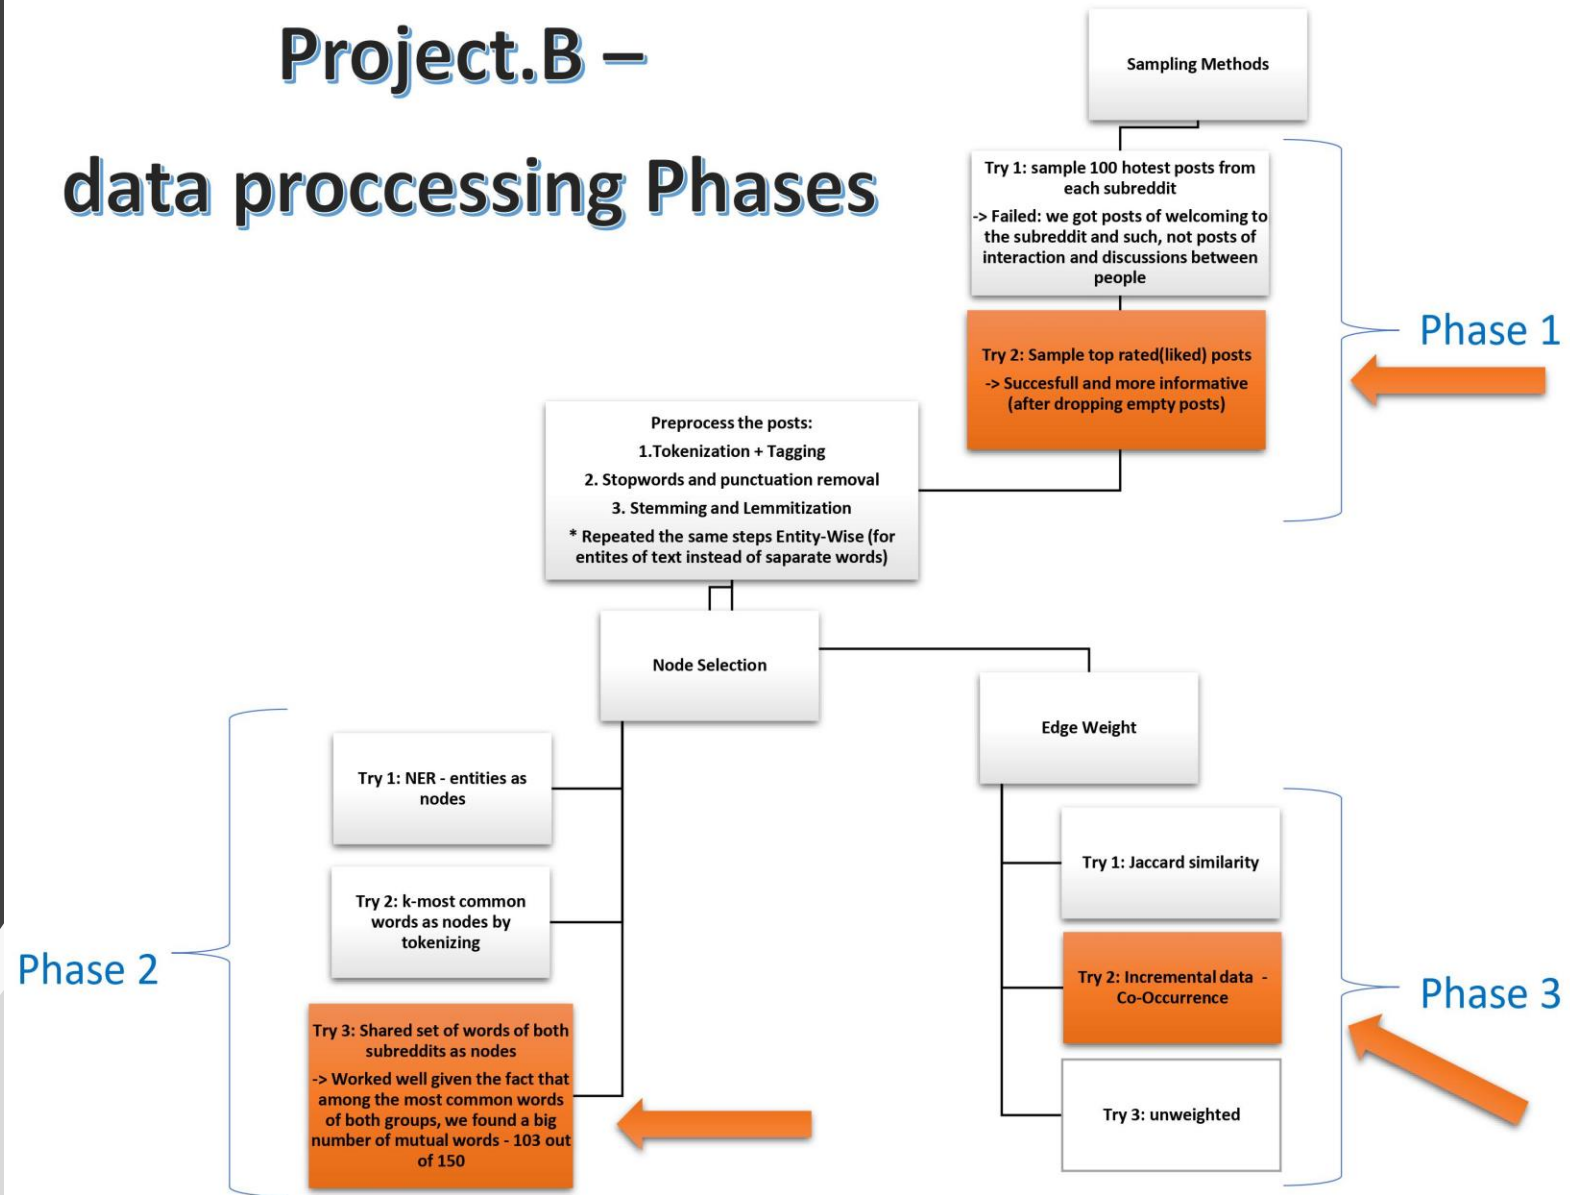 Project.B –
data proccessing Phases
Sampling Methods
Try 1: sample 100 hotest posts from
each subreddit
-> Failed: we got posts of welcoming to
the subreddit and such, not posts of
interaction and discussions between
people
Phase 1
Try 2: Sample top rated(liked) posts
-> Succesfull and more informative
(after dropping empty posts)
Preprocess the posts:
1.Tokenization + Tagging
2. Stopwords and punctuation removal
3. Stemming and Lemmitization
* Repeated the same steps Entity-Wise (for
entites of text instead of saparate words)
Node Selection
Edge Weight
Phase 2
Try 1: NER - entities as
nodes
Try 2: k-most common
words as nodes by
tokenizing
Try 3: Shared set of words of both
subreddits as nodes
-> Worked well given the fact that
among the most common words
of both groups, we found a big
number of mutual words - 103 out
of 150
Try 1: Jaccard similarity
Try 2: Incremental data -
Co-Occurrence
Try 3: unweighted
Phase 3